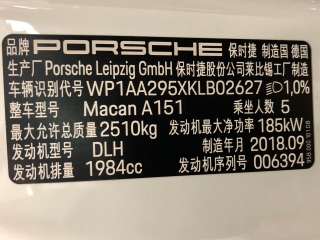 品牌 PORSCHE 保时捷 制造国 德国
生产厂 Porsche Leipzig GmbH 保时捷股份公司莱比锡工厂制造
车辆识别代号 WP1AA295XKLB02627 1,0%
整车型号 Macan A151 乘坐人数 5
最大允许总质量 2510kg 发动机最大净功率 185kW
发动机型号 DLH 制造年月 2018.09
发动机排量 1984cc 发动机序列号 006394